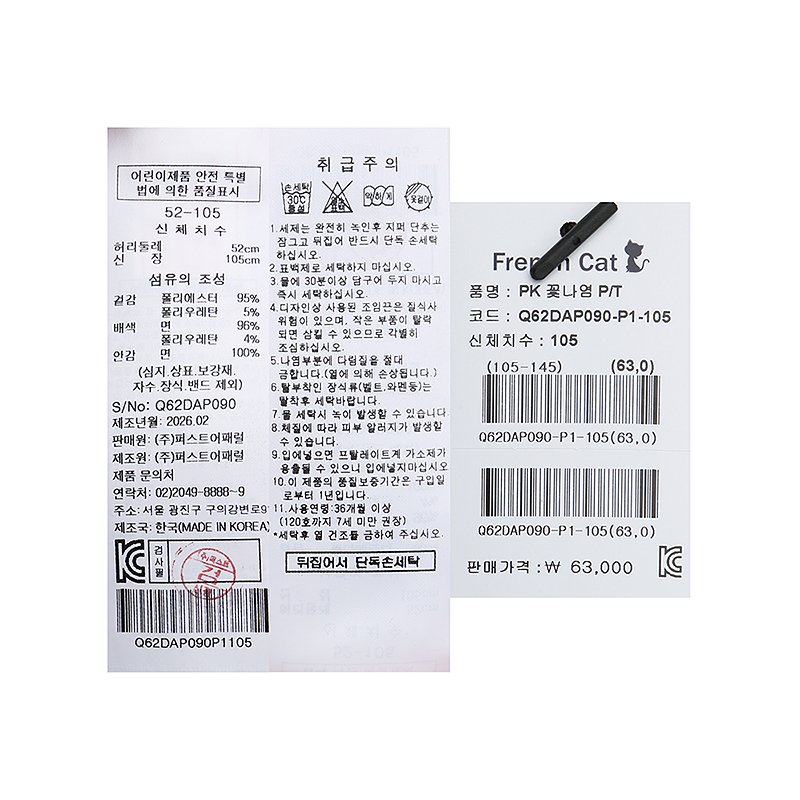 어린이제품 안전 특별
법에 의한 품질표시
52-105
신체치수
허리둘레 52cm
신 장 105cm
섬유의 조성
겉감 폴리에스터 95%
폴리우레탄 5%
배색 면 96%
폴리우레탄 4%
안감 면 100%
(심지.상표.보강재.
자수.장식.밴드 제외)
S/No: Q62DAP090
제조년월: 2026.02
판매원: (주)퍼스트어패럴
제조원: (주)퍼스트어패럴
제품 문의처
연락처: 02)2049-8888~9
주소: 서울 광진구 구의강변로
제조국: 한국(MADE IN KOREA)
KC
검사필
Q62DAP090P1105
취급주의
손세탁
30℃
중성
염소
표백
약하게
옷걸이
1.세제는 완전히 녹인후 지퍼 단추는
잠그고 뒤집어 반드시 단독 손세탁
하십시오.
2.표백제로 세탁하지 마십시오.
3.물에 30분이상 담구어 두지 마시고
즉시 세탁하십시오.
4.디자인상 사용된 조임끈은 질식사
위험이 있으며, 작은 부품이 탈락
되면 삼킬 수 있으므로 각별히
조심하십시오.
5.나염부분에 다림질을 절대
금합니다.(열에 의해 손상됩니다.)
6.탈부착인 장식류(벨트.와펜등)는
탈착후 세탁바랍니다.
7.물 세탁시 녹이 발생할 수 있습니다.
8.체질에 따라 피부 알러지가 발생할
수 있습니다.
9.입에넣으면 프탈레이트계 가소제가
용출될 수 있으니 입에넣지마십시오.
10.이 제품의 품질보증기간은 구입일
로부터 1년입니다.
11.사용연령:36개월 이상
(120호까지 7세 미만 권장)
*세탁후 열 건조를 금하여 주십시오.
뒤집어서 단독손세탁
French Cat
품명 : PK 꽃나염 P/T
코드 : Q62DAP090-P1-105
신체치수 : 105
(105-145) (63,0)
Q62DAP090-P1-105(63,0)
Q62DAP090-P1-105(63,0)
판매가격 : ₩ 63,000
KC